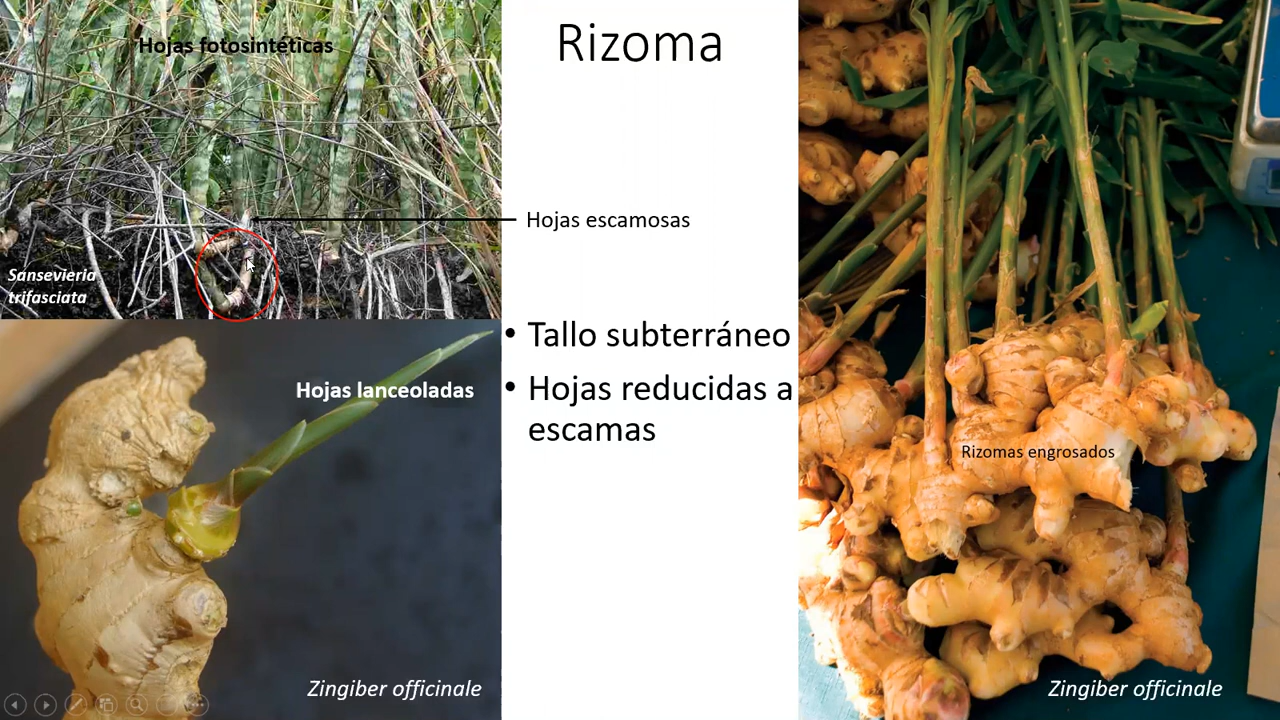 Hojas fotosintéticas
Rizoma
Hojas escamosas
Sansevieria
trifasciata
• Tallo subterráneo
• Hojas reducidas a
escamas
Hojas lanceoladas
Rizomas engrosados
Zingiber officinale
Zingiber officinale